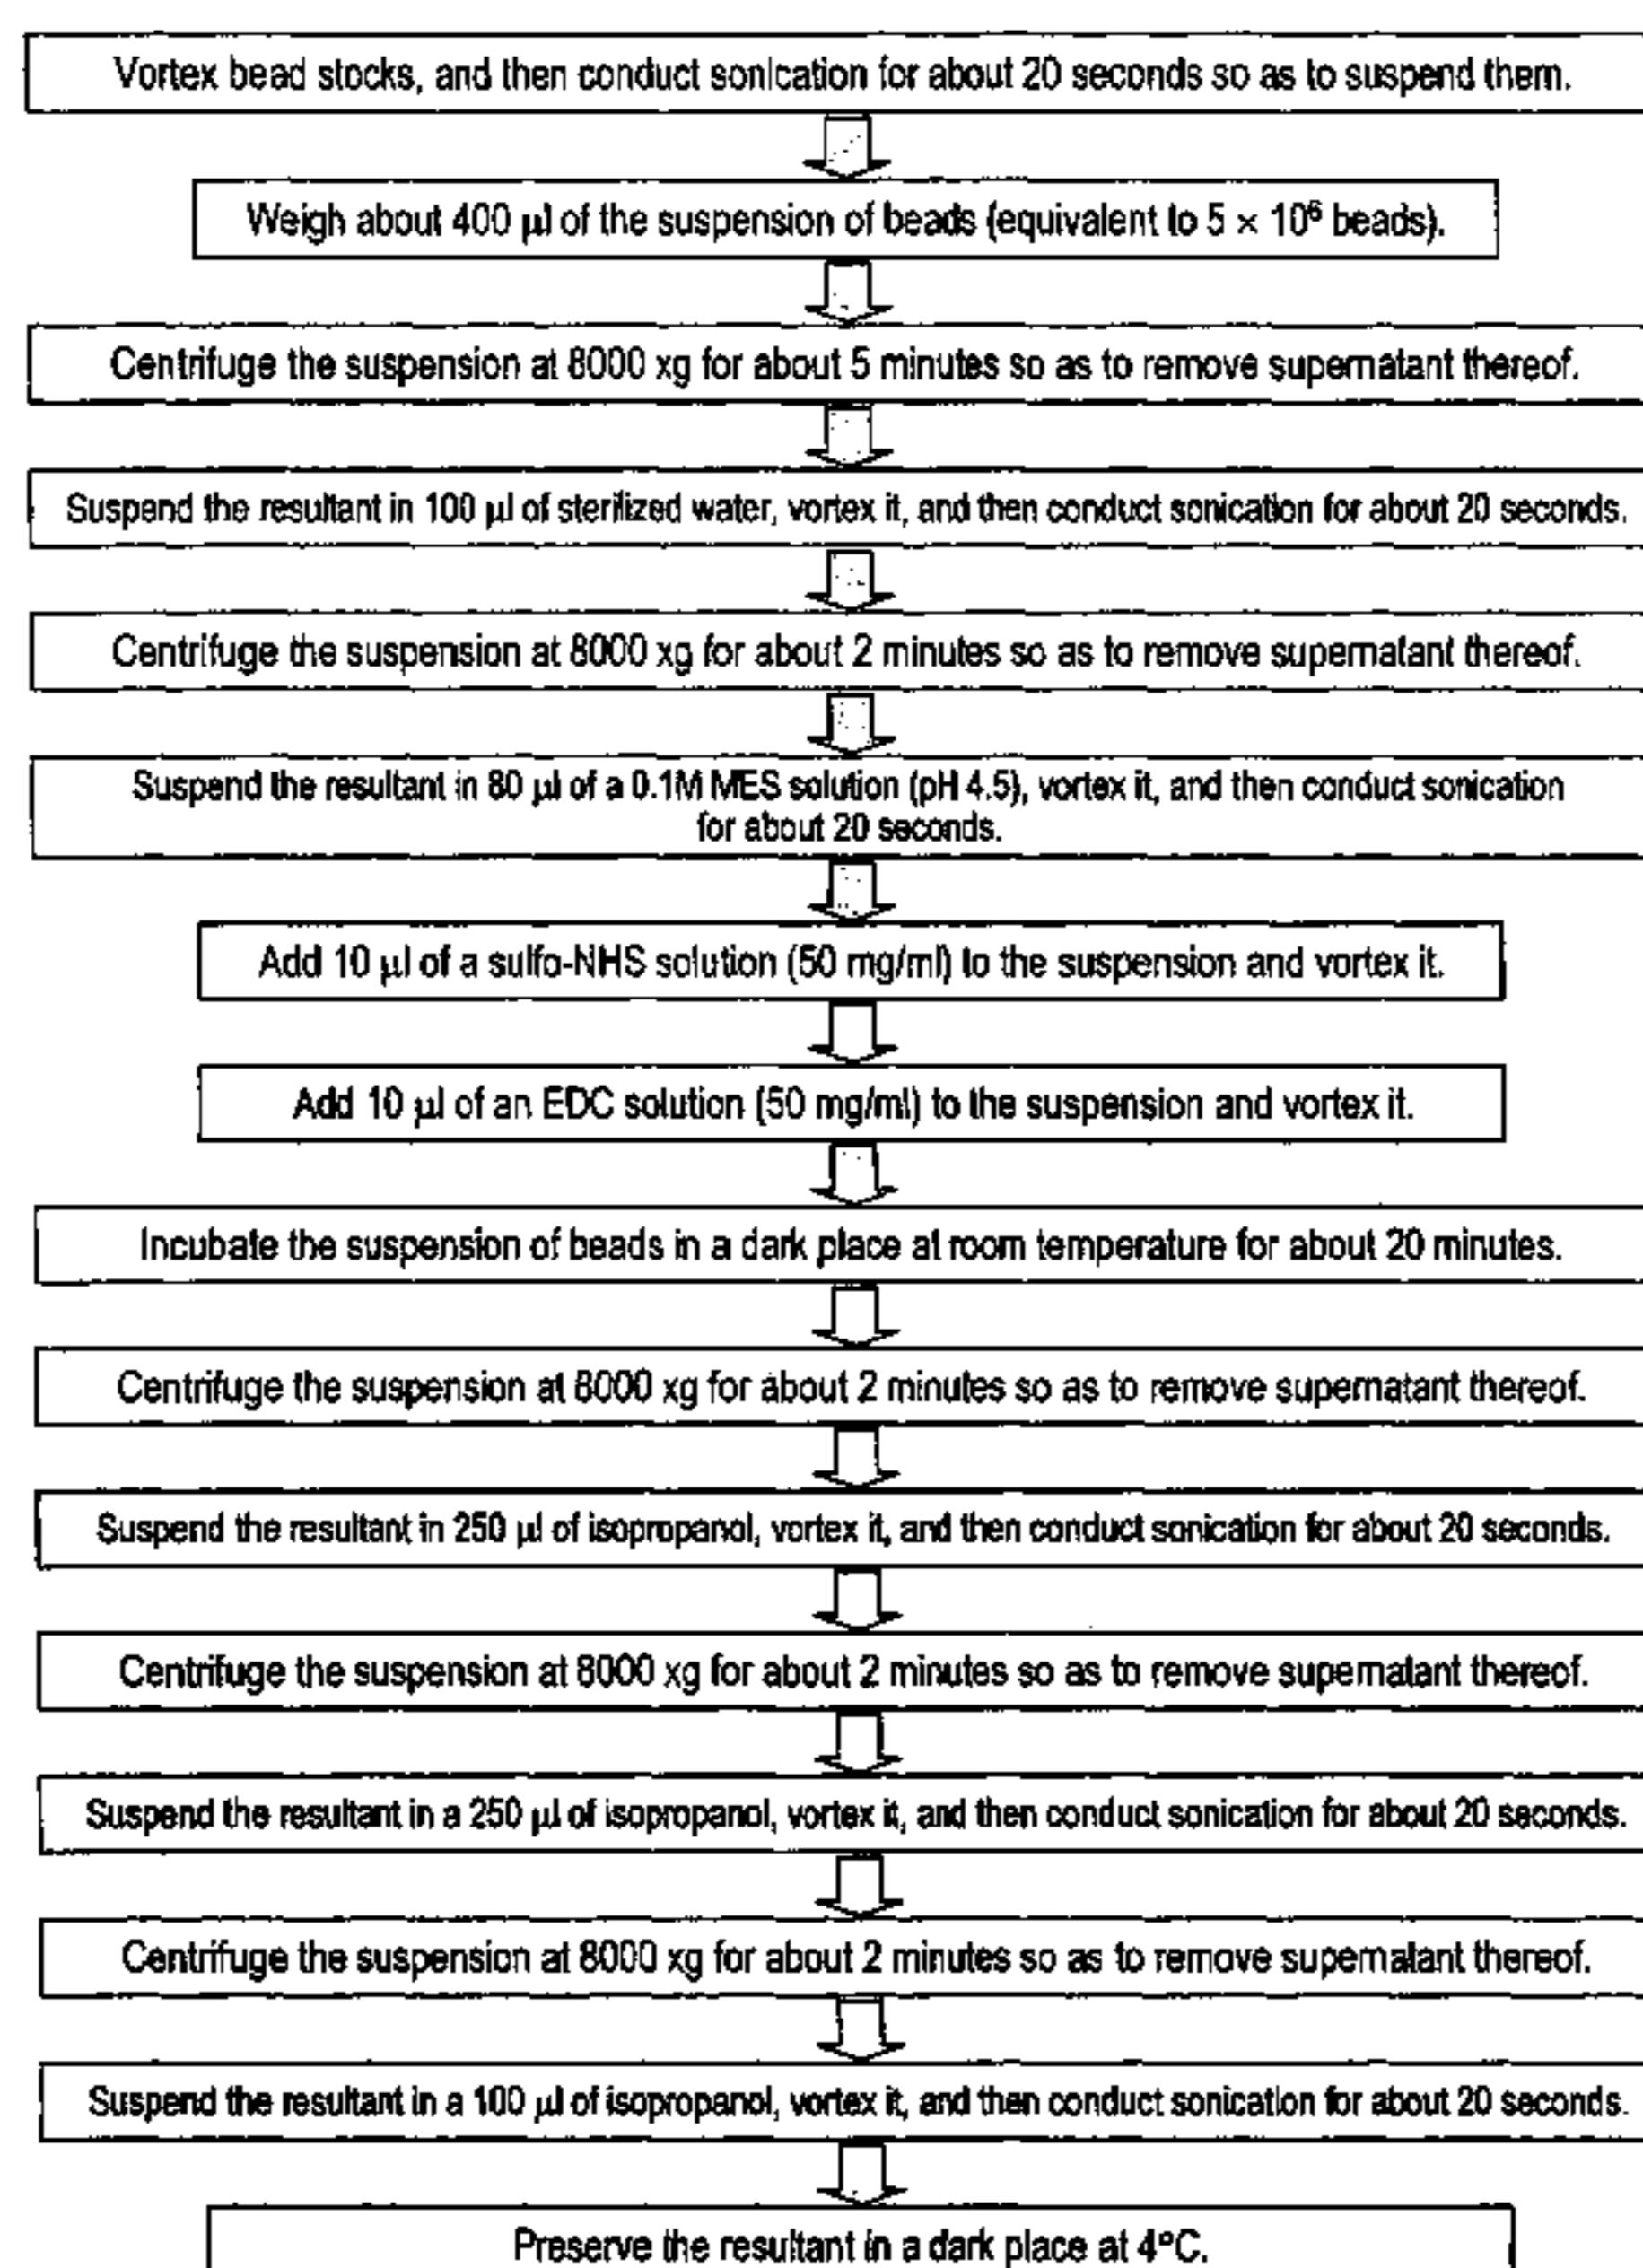 Vortex bead stocks, and then conduct sonication for about 20 seconds so as to suspend them.
Weigh about 400 μl of the suspension of beads (equivalent to 5 × 10⁶ beads).
Centrifuge the suspension at 8000 xg for about 5 minutes so as to remove supernatant thereof.
Suspend the resultant in 100 μl of sterilized water, vortex it, and then conduct sonication for about 20 seconds.
Centrifuge the suspension at 8000 xg for about 2 minutes so as to remove supernatant thereof.
Suspend the resultant in 80 μl of a 0.1M MES solution (pH 4.5), vortex it, and then conduct sonication
for about 20 seconds.
Add 10 μl of a sulfo-NHS solution (50 mg/ml) to the suspension and vortex it.
Add 10 μl of an EDC solution (50 mg/ml) to the suspension and vortex it.
Incubate the suspension of beads in a dark place at room temperature for about 20 minutes.
Centrifuge the suspension at 8000 xg for about 2 minutes so as to remove supernatant thereof.
Suspend the resultant in 250 μl of isopropanol, vortex it, and then conduct sonication for about 20 seconds.
Centrifuge the suspension at 8000 xg for about 2 minutes so as to remove supernatant thereof.
Suspend the resultant in a 250 μl of isopropanol, vortex it, and then conduct sonication for about 20 seconds.
Centrifuge the suspension at 8000 xg for about 2 minutes so as to remove supernatant thereof.
Suspend the resultant in a 100 μl of isopropanol, vortex it, and then conduct sonication for about 20 seconds.
Preserve the resultant in a dark place at 4°C.